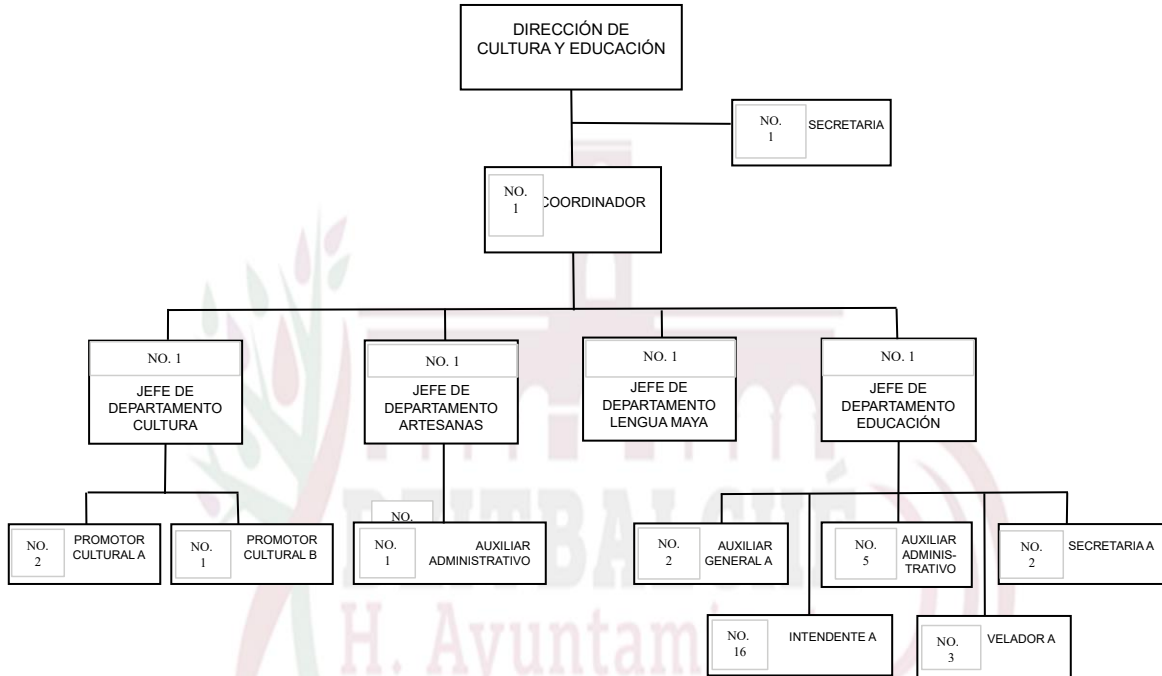 DIRECCIÓN DE
CULTURA Y EDUCACIÓN
NO.
1
SECRETARIA
NO.
1
COORDINADOR
NO. 1
JEFE DE
DEPARTAMENTO
CULTURA
NO. 1
JEFE DE
DEPARTAMENTO
ARTESANAS
NO. 1
JEFE DE
DEPARTAMENTO
LENGUA MAYA
NO. 1
JEFE DE
DEPARTAMENTO
EDUCACIÓN
NO.
2
PROMOTOR
CULTURAL A
NO.
1
PROMOTOR
CULTURAL B
NO.
NO.
1
AUXILIAR
ADMINISTRATIVO
NO.
2
AUXILIAR
GENERAL A
NO.
5
AUXILIAR
ADMINIS-
TRATIVO
NO.
2
SECRETARIA A
NO.
16
INTENDENTE A
NO.
3
VELADOR A
H. Ayuntam